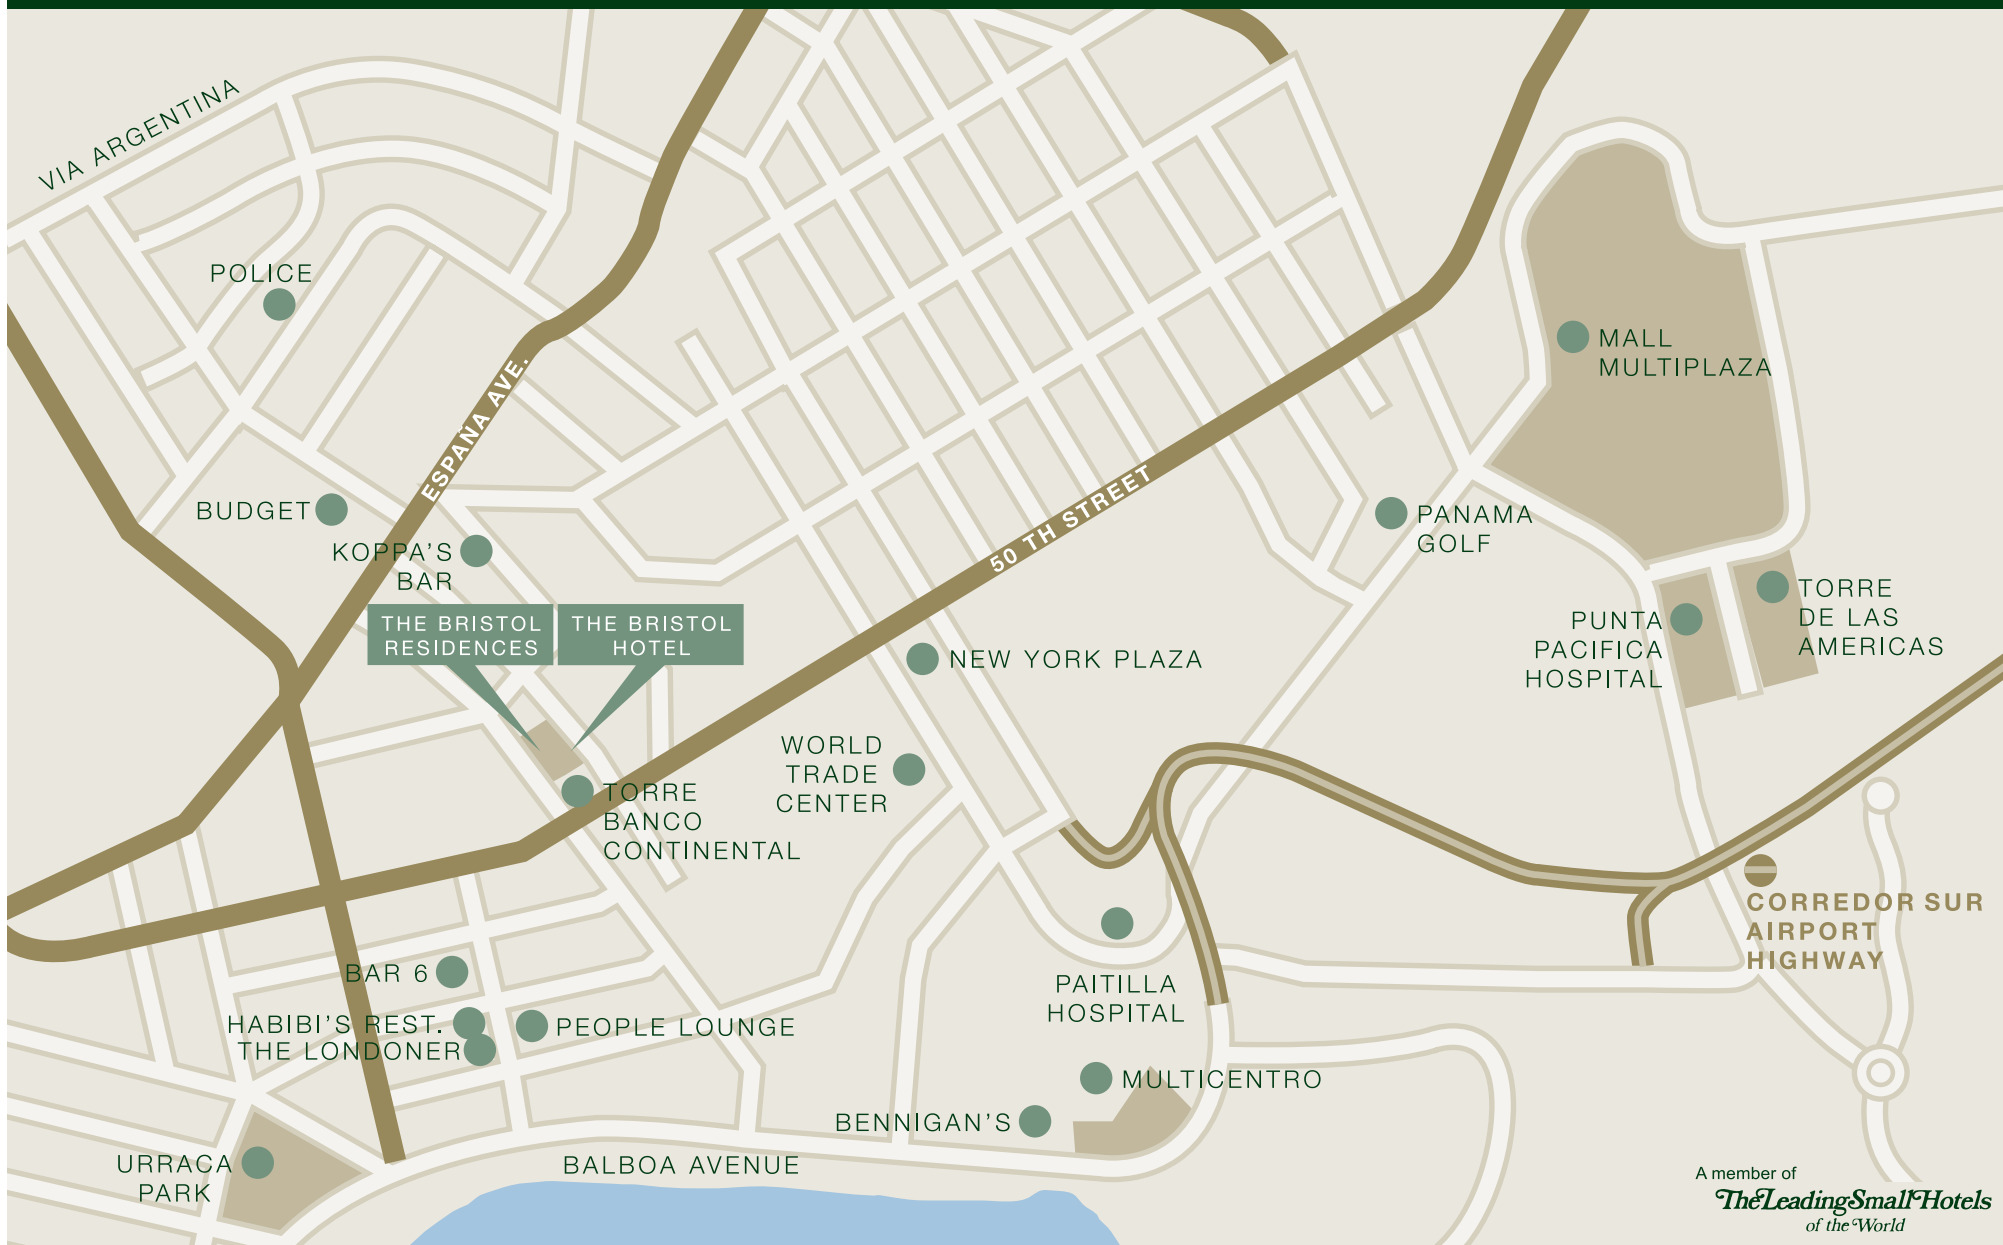 VIA ARGENTINA
POLICE
ESPAÑA AVE.
MALL
MULTIPLAZA
BUDGET
KOPPA'S
BAR
50 TH STREET
PANAMA
GOLF
THE BRISTOL
RESIDENCES
THE BRISTOL
HOTEL
TORRE
DE LAS
AMERICAS
PUNTA
PACIFICA
HOSPITAL
NEW YORK PLAZA
WORLD
TRADE
CENTER
TORRE
BANCO
CONTINENTAL
CORREDOR SUR
AIRPORT
HIGHWAY
BAR 6
PAITILLA
HOSPITAL
HABIBI'S REST.
THE LONDONER
PEOPLE LOUNGE
MULTICENTRO
BENNIGAN'S
URRACA
PARK
BALBOA AVENUE
A member of
The Leading Small Hotels
of the World